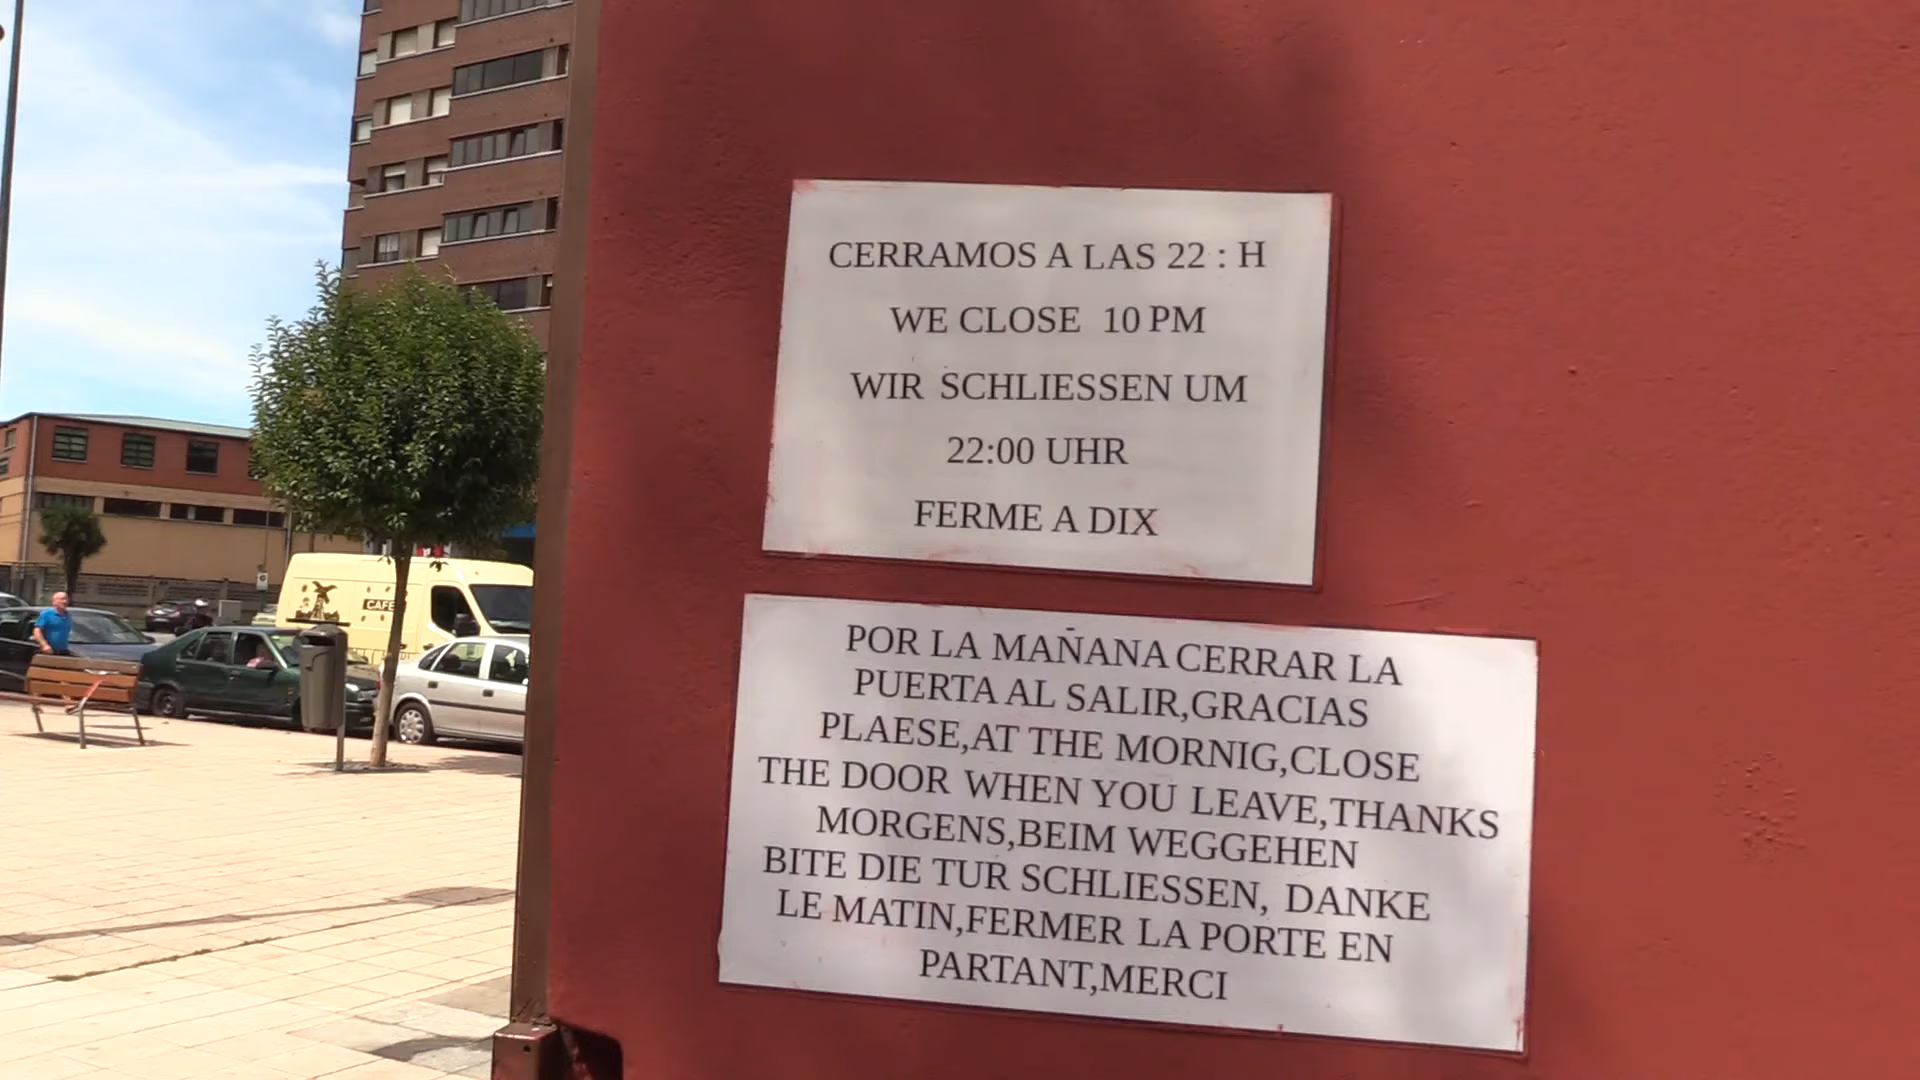 CERRAMOS A LAS 22 : H
WE CLOSE 10 PM
WIR SCHLIESSEN UM
22:00 UHR
FERME A DIX
POR LA MAÑANA CERRAR LA
PUERTA AL SALIR,GRACIAS
PLAESE,AT THE MORNIG,CLOSE
THE DOOR WHEN YOU LEAVE,THANKS
MORGENS,BEIM WEGGEHEN
BITE DIE TUR SCHLIESSEN, DANKE
LE MATIN,FERMER LA PORTE EN
PARTANT,MERCI
CAFE